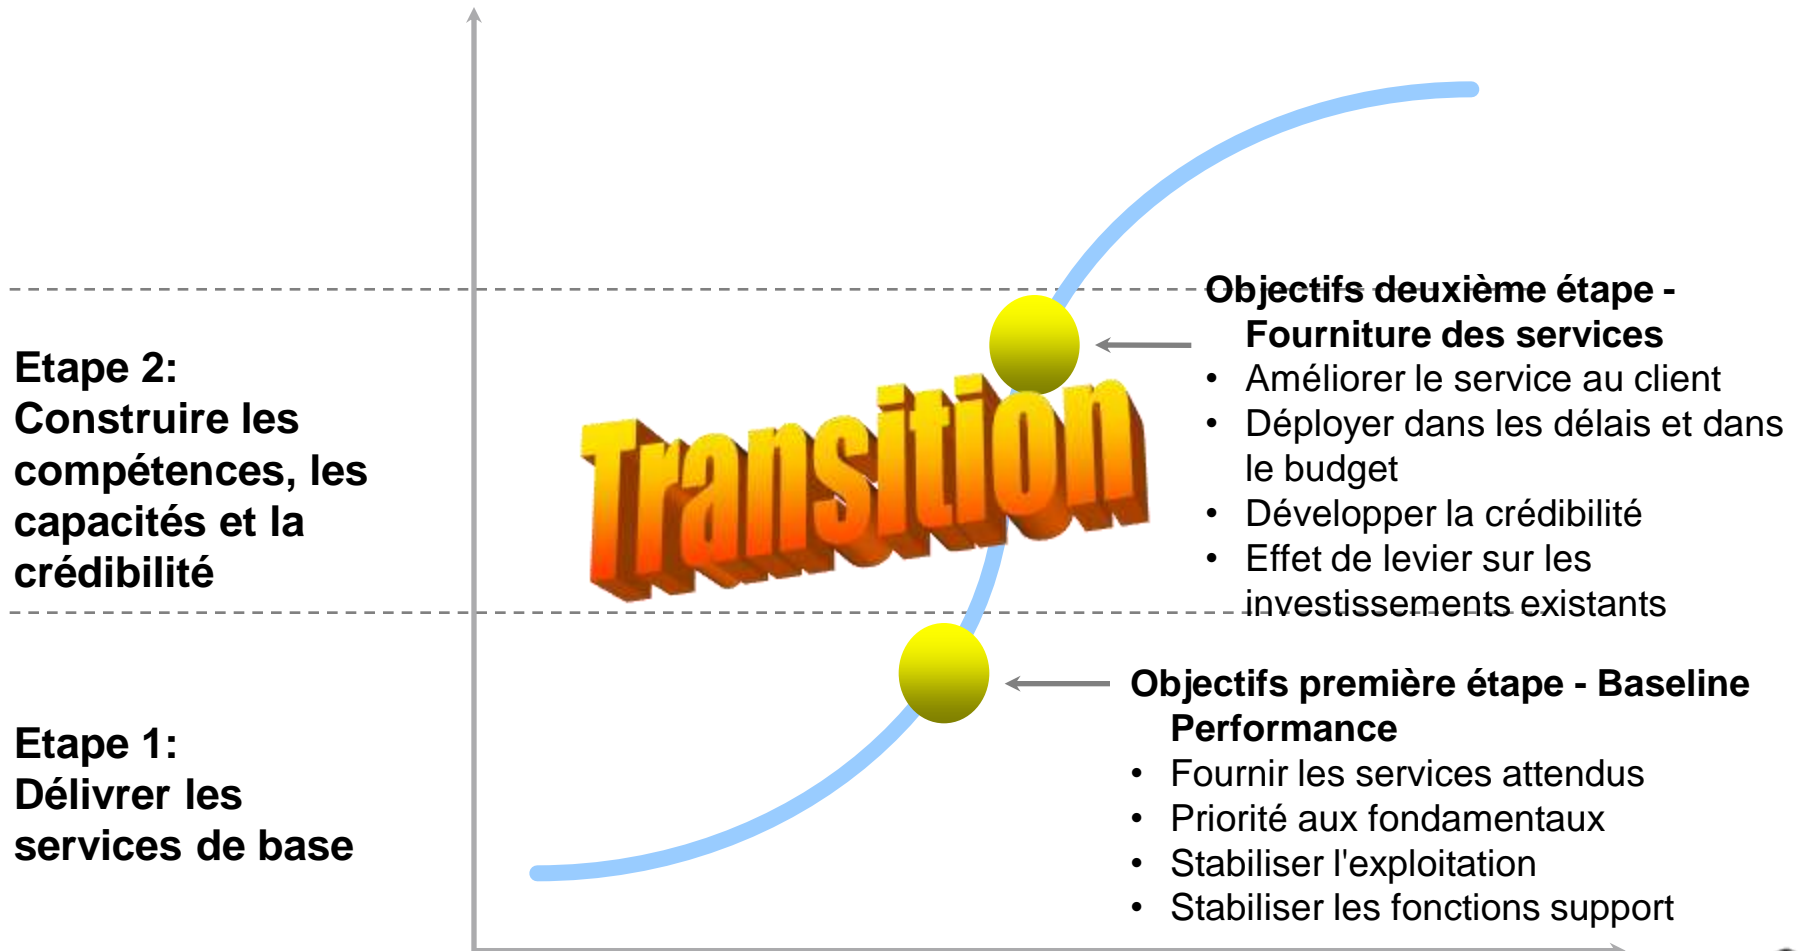 Objectifs deuxième étape -
Fourniture des services
• Améliorer le service au client
• Déployer dans les délais et dans
le budget
• Développer la crédibilité
• Effet de levier sur les
investissements existants
Etape 2:
Construire les
compétences, les
capacités et la
crédibilité
Transition
Objectifs première étape - Baseline
Performance
• Fournir les services attendus
• Priorité aux fondamentaux
• Stabiliser l'exploitation
• Stabiliser les fonctions support
Etape 1:
Délivrer les
services de base